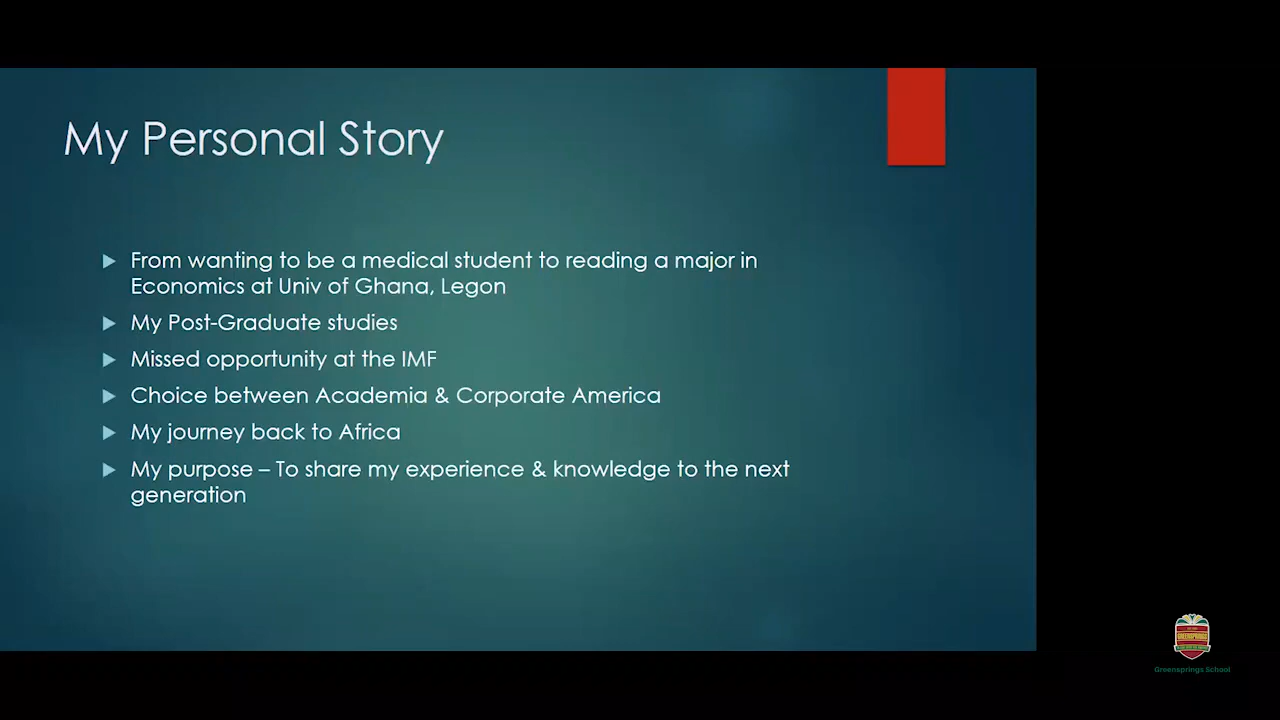 My Personal Story
From wanting to be a medical student to reading a major in
Economics at Univ of Ghana, Legon
My Post-Graduate studies
Missed opportunity at the IMF
Choice between Academia & Corporate America
My journey back to Africa
My purpose – To share my experience & knowledge to the next
generation
GREENSPRINGS
Greensprings School